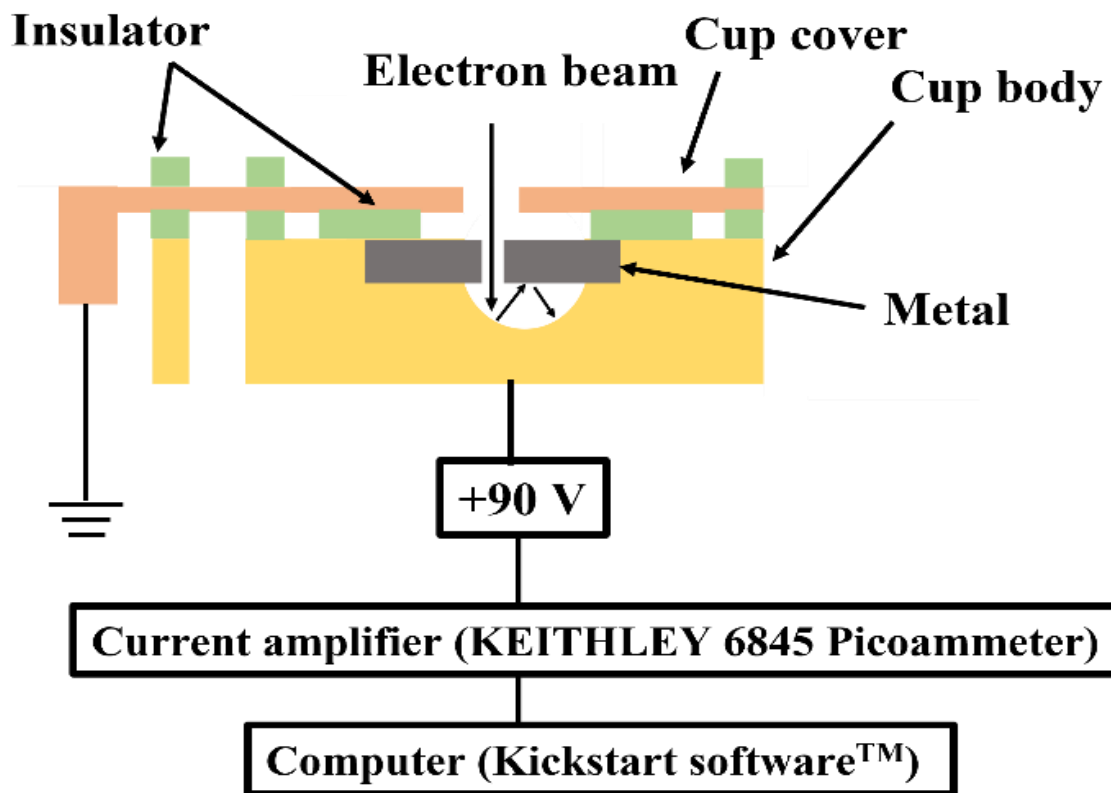 Insulator
Electron beam
Cup cover
Cup body
Metal
+90 V
Current amplifier (KEITHLEY 6845 Picoammeter)
Computer (Kickstart software™)